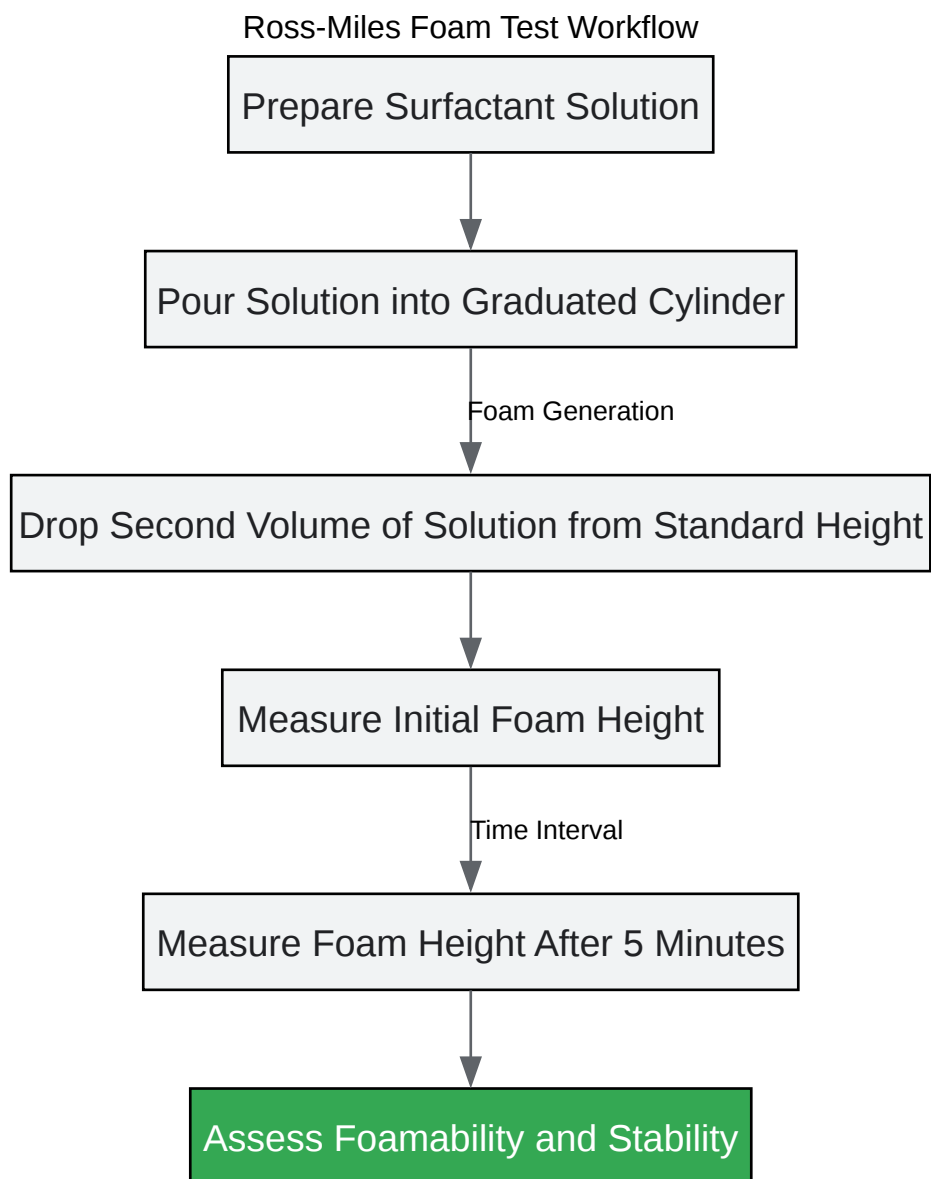 Ross-Miles Foam Test Workflow
Prepare Surfactant Solution
Pour Solution into Graduated Cylinder
Foam Generation
Drop Second Volume of Solution from Standard Height
Measure Initial Foam Height
Time Interval
Measure Foam Height After 5 Minutes
Assess Foamability and Stability